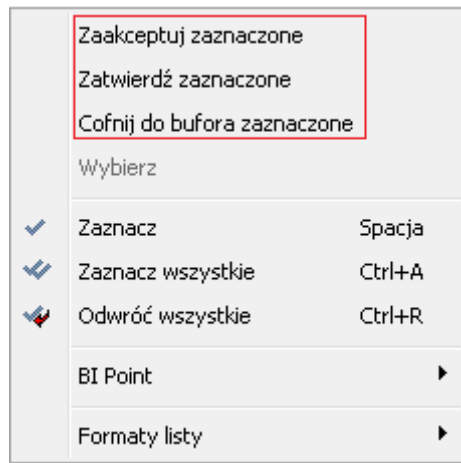 Zaakceptuj zaznaczone
Zatwierdź zaznaczone
Cofnij do bufora zaznaczone
Wybierz
Zaznacz Spacja
Zaznacz wszystkie Ctrl+A
Odwróć wszystkie Ctrl+R
BI Point
Formaty listy